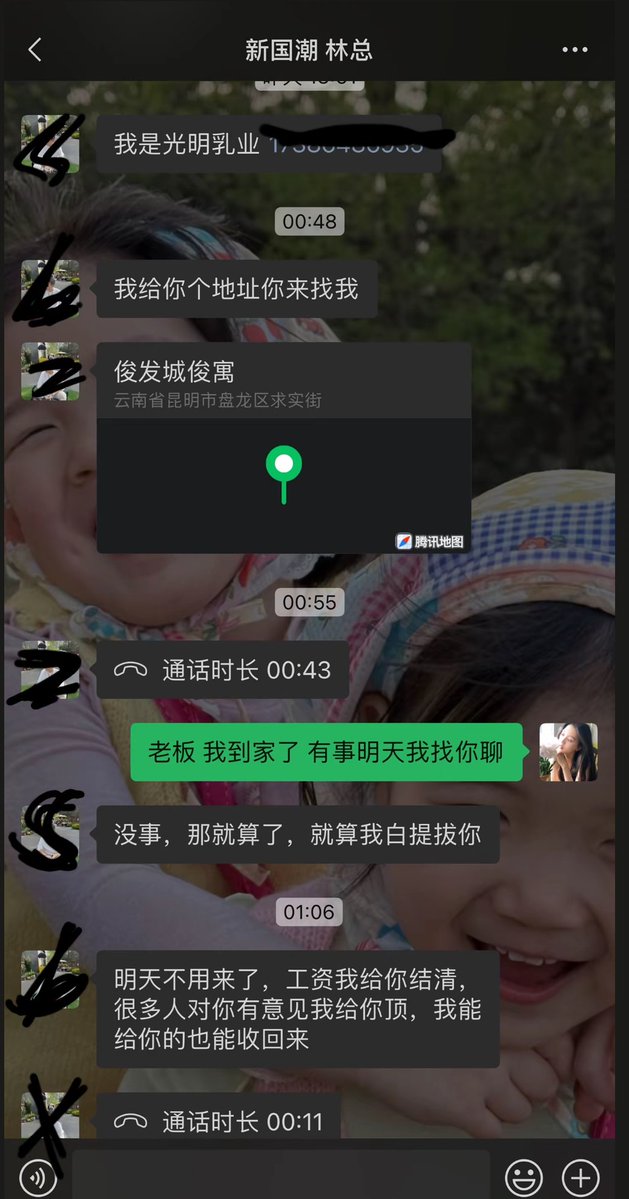 新国潮 林总
我是光明乳业
00:48
我给你个地址你来找我
俊发城俊寓
云南省昆明市盘龙区求实街
腾讯地图
00:55
通话时长 00:43
老板 我到家了 有事明天我找你聊
没事，那就算了，就算我白提拔你
01:06
明天不用来了，工资我给你结清，
很多人对你有意见我给你顶，我能
给你的也能收回来
通话时长 00:11